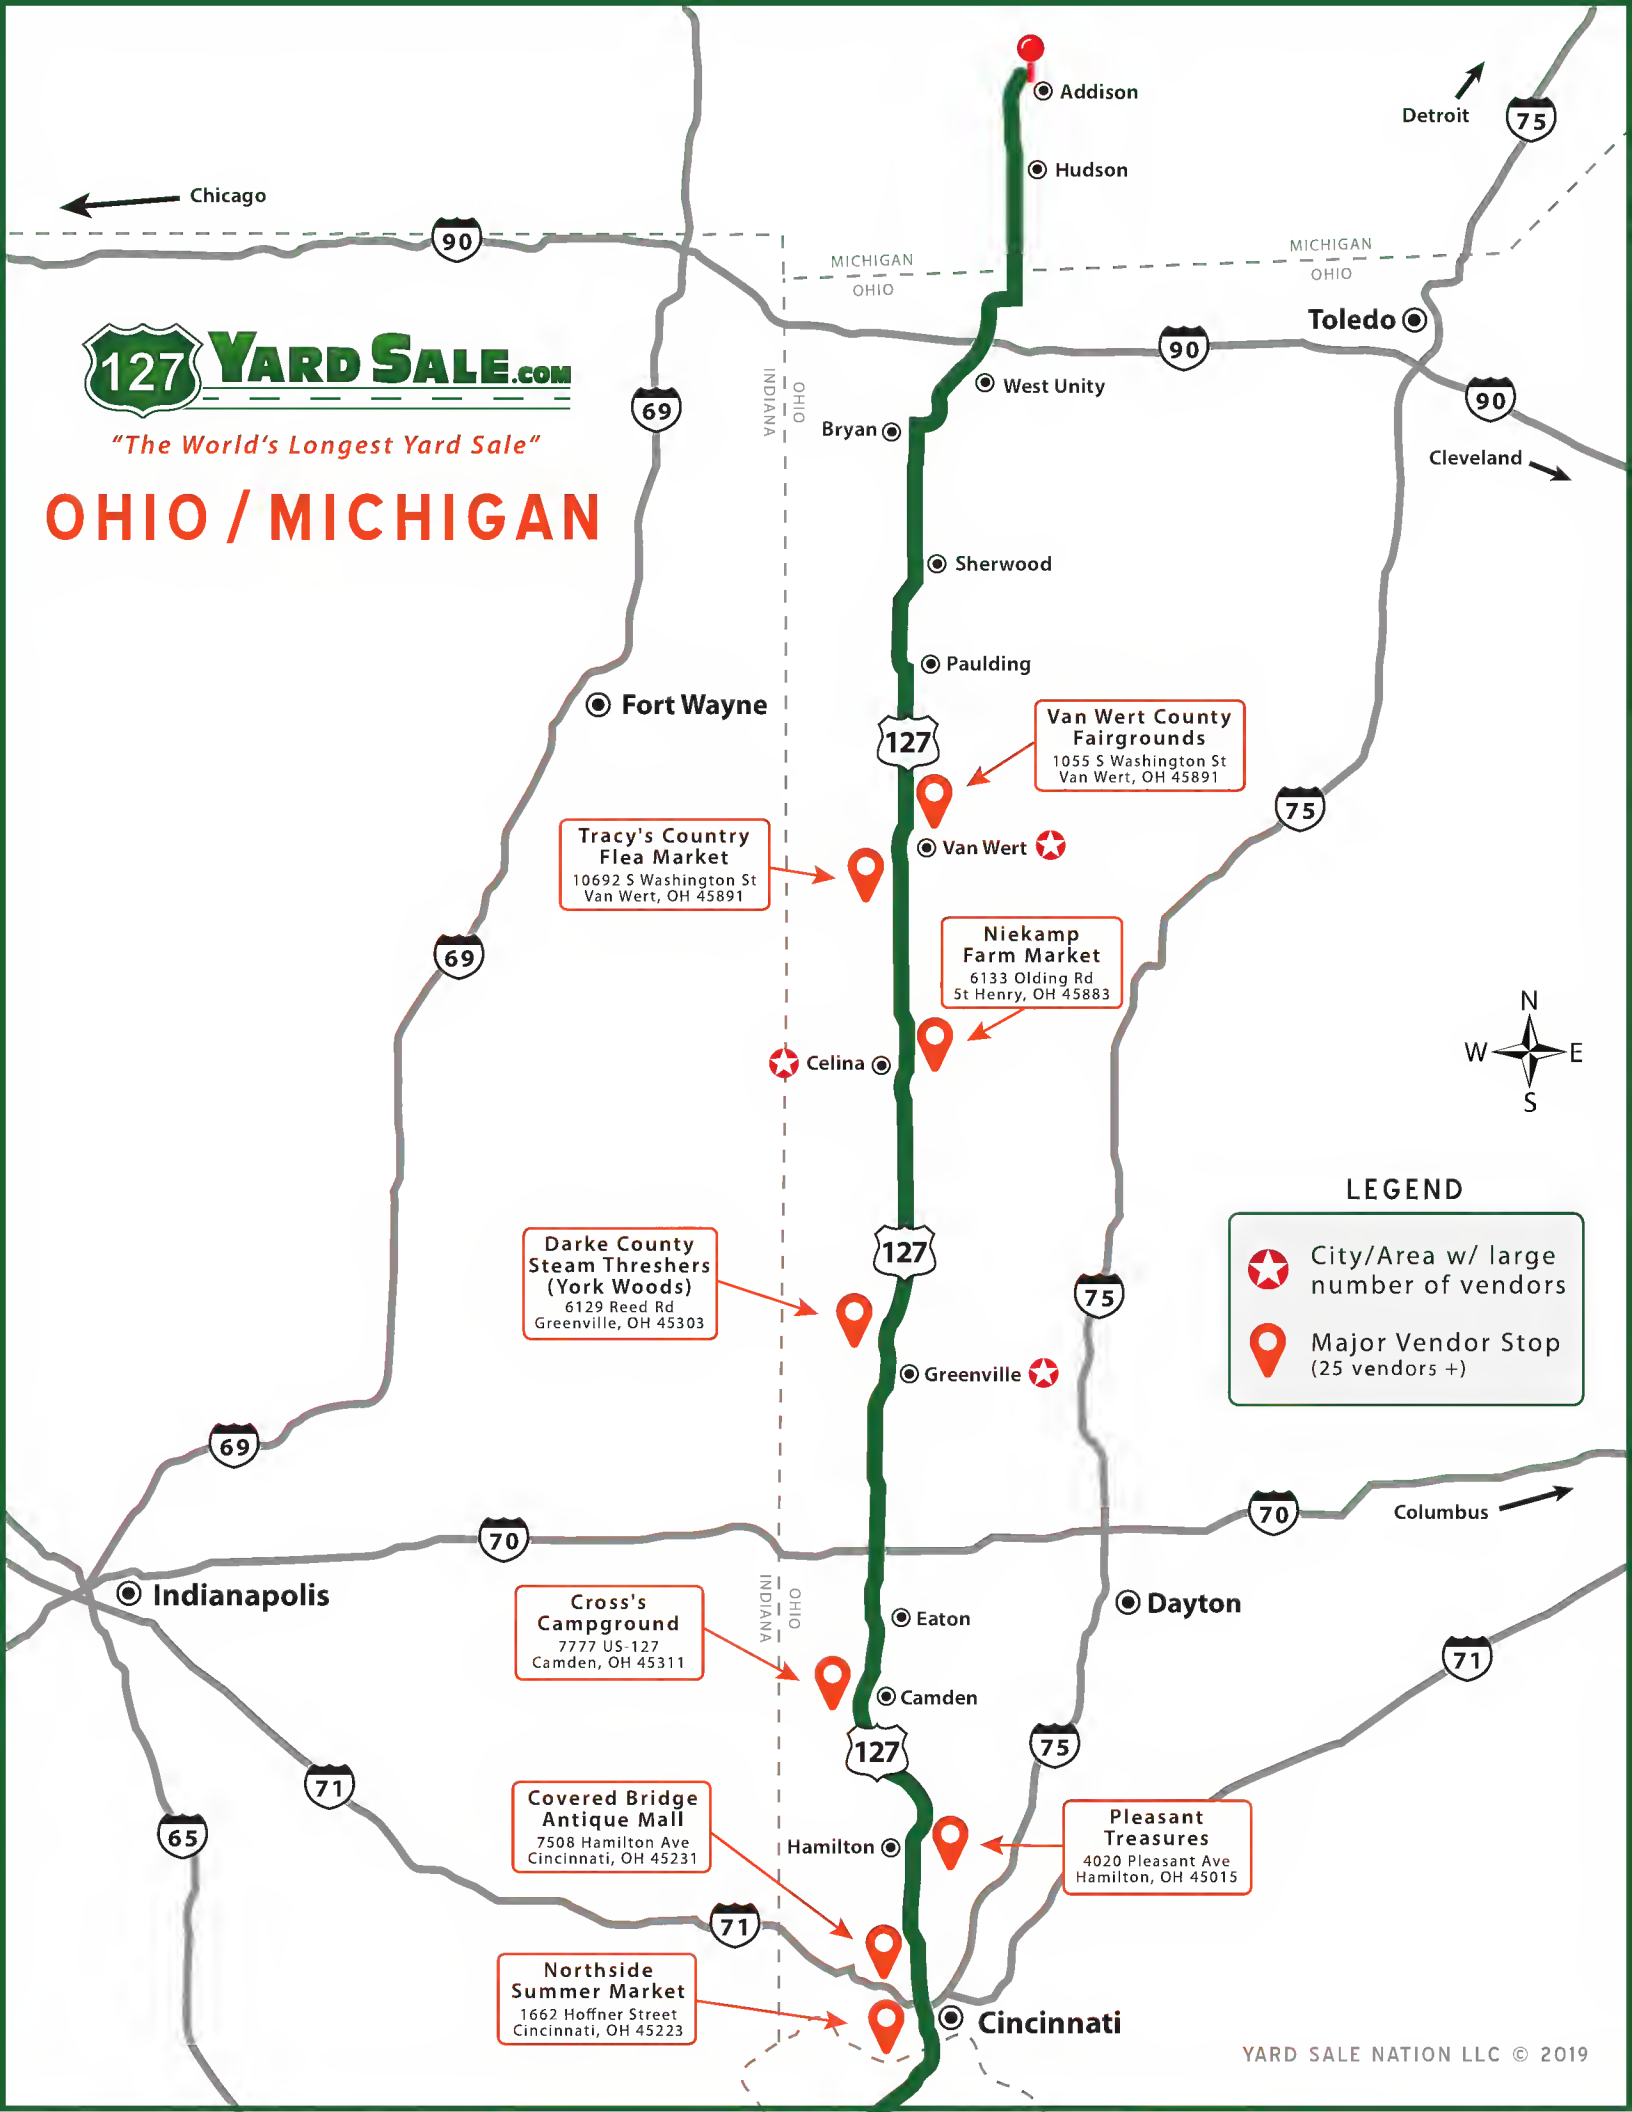 Addison
Detroit
75
Hudson
Chicago
90
MICHIGAN
OHIO
MICHIGAN
OHIO
Toledo
127 YARD SALE.COM
"The World's Longest Yard Sale"
OHIO / MICHIGAN
90
69
INDIANA
OHIO
West Unity
90
Bryan
Cleveland
Sherwood
Paulding
Fort Wayne
127
Van Wert County
Fairgrounds
1055 S Washington St
Van Wert, OH 45891
75
Tracy's Country
Flea Market
10692 S Washington St
Van Wert, OH 45891
Van Wert
69
Niekamp
Farm Market
6133 Olding Rd
St Henry, OH 45883
N
W E
S
Celina
LEGEND
City/Area w/ large
number of vendors
Major Vendor Stop
(25 vendors +)
127
Darke County
Steam Threshers
(York Woods)
6129 Reed Rd
Greenville, OH 45303
75
Greenville
69
70
70
Columbus
Indianapolis
INDIANA
OHIO
Cross's
Campground
7777 US-127
Camden, OH 45311
Eaton
Dayton
71
Camden
127
75
71
65
Covered Bridge
Antique Mall
7508 Hamilton Ave
Cincinnati, OH 45231
Hamilton
Pleasant
Treasures
4020 Pleasant Ave
Hamilton, OH 45015
71
Northside
Summer Market
1662 Hoffner Street
Cincinnati, OH 45223
Cincinnati
YARD SALE NATION LLC © 2019